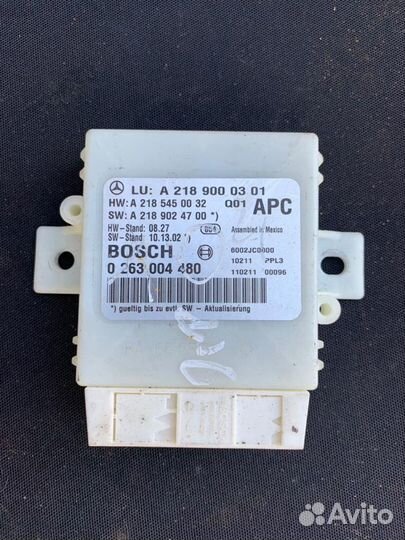 LU: A 218 900 03 01
HW: A 218 545 00 32 Q01 APC
SW: A 218 902 47 00 *)
HW-Stand: 08.27 Assembled in Mexico
SW-Stand: 10.13.02 *)
BOSCH 6002JC0000
0 263 004 480 10211 PPL3
110211 00096
*) gueltig bis zu evtl. SW - Aktualisierung
Avito